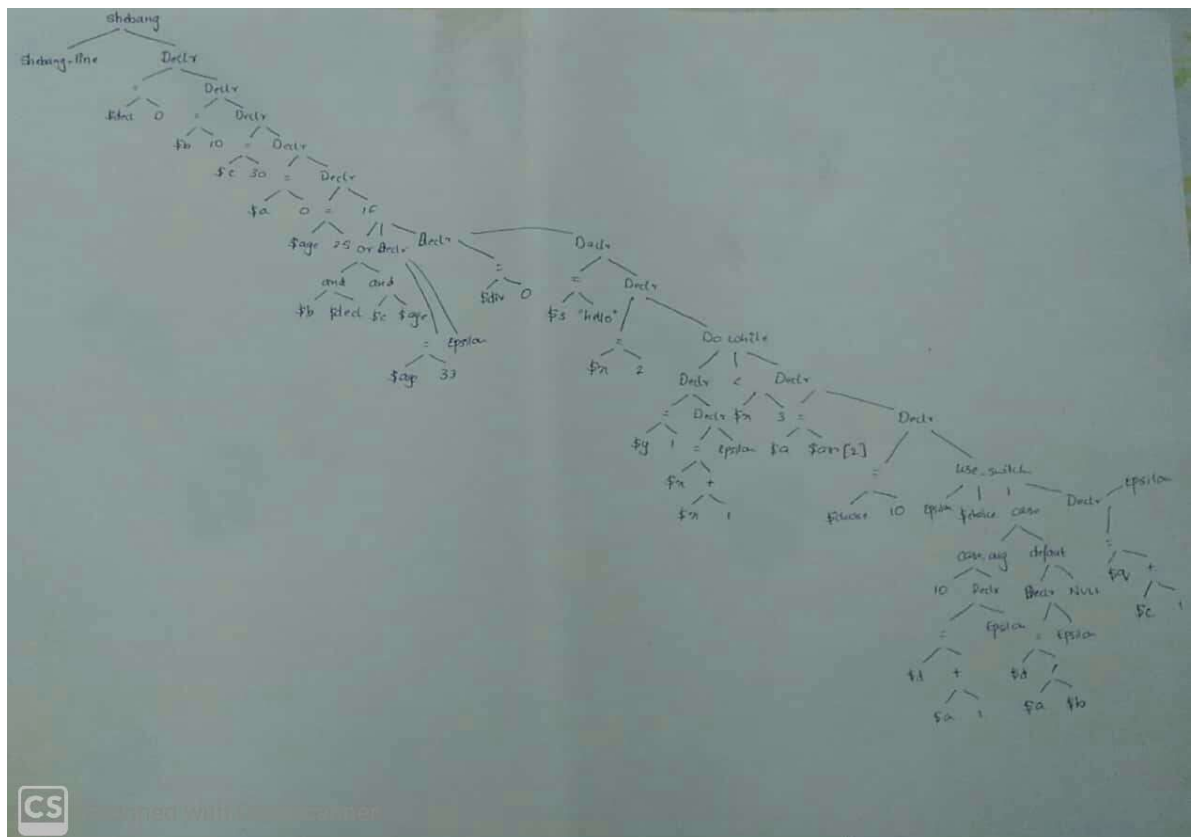 Shebang
Shebang-line Declr
= Declr
$decl 0 = Declr
$b 10 = Declr
$c 30 = Declr
$a 0 = IF
$age 25 or Declr Declr Declr
and and = = Declr
$b $decl $c $age $div 0 $s "hello"
= Epsilon = Do while
$age 33 $x 2 Declr < Declr
= Declr $x 3 = Declr
$y 1 = Epsilon $a $arr[2] = use_switch Epsilon
$x + $choice 10 Epsilon $choice case Declr
$x 1 case_arg default =
10 Declr Declr NULL +
= Epsilon = Epsilon $c 1
$d + $d /
$a 1 $a $b
CS